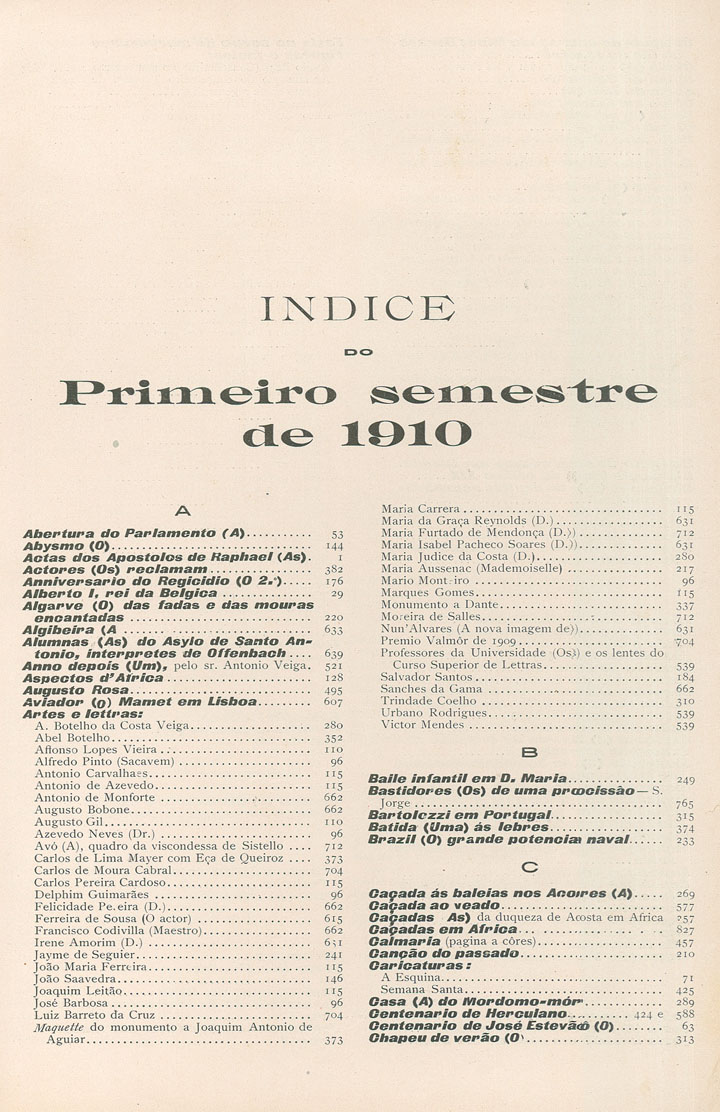 INDICE
DO
Primeiro semestre
de 1910
A
Abertura do Parlamento (A)........... 53
Abysmo (O)................................. 144
Actas dos Apostolos de Raphael (As). 1
Actores (Os) reclamam................. 382
Anniversario do Regicidio (O 2.º)..... 176
Alberto I, rei da Belgica .............. 29
Algarve (O) das fadas e das mouras
encantadas ............................ 220
Algibeira (A ............................ 633
Alumnas (As) do Asylo de Santo An-
tonio, interpretes de Offenbach .... 639
Anno depois (Um), pelo sr. Antonio Veiga. 521
Aspectos d'Africa ........................ 128
Augusto Rosa............................. 495
Aviador (o) Mamet em Lisboa......... 607
Artes e lettras:
A. Botelho da Costa Veiga................ 280
Abel Botelho............................. 352
Affonso Lopes Vieira .................... 110
Alfredo Pinto (Sacavem) ................. 96
Antonio Carvalhaes...................... 115
Antonio de Azevedo...................... 115
Antonio de Monforte .................... 662
Augusto Bobone.......................... 662
Augusto Gil.............................. 110
Azevedo Neves (Dr.) .................... 96
Avó (A), quadro da viscondessa de Sistello .... 712
Carlos de Lima Mayer com Eça de Queiroz .... 373
Carlos de Moura Cabral................... 704
Carlos Pereira Cardoso................... 115
Delphim Guimarães ...................... 96
Felicidade Pe.eira (D.)................... 662
Ferreira de Sousa (O actor) .............. 615
Francisco Codivilla (Maestro)............. 662
Irene Amorim (D.) ...................... 631
Jayme de Seguier......................... 241
João Maria Ferreira...................... 115
João Saavedra............................ 146
Joaquim Leitão........................... 115
José Barbosa ............................ 96
Luiz Barreto da Cruz .................... 704
Maquette do monumento a Joaquim Antonio de
Aguiar................................... 373
Maria Carrera............................ 115
Maria da Graça Reynolds (D.)............. 631
Maria Furtado de Mendonça (D.)).......... 712
Maria Isabel Pacheco Soares (D.))......... 631
Maria Judice da Costa (D.)................ 280
Maria Aussenac (Mademoiselle) ........... 217
Mario Monteiro .......................... 96
Marques Gomes........................... 115
Monumento a Dante....................... 337
Moreira de Salles......................... 712
Nun'Alvares (A nova imagem de)).......... 631
Premio Valmôr de 1909................... 704
Professores da Universidade (Os) e os lentes do
Curso Superior de Lettras................. 539
Salvador Santos .......................... 184
Sanches da Gama ........................ 662
Trindade Coelho ......................... 310
Urbano Rodrigues........................ 539
Victor Mendes ........................... 539
B
Baile infantil em D. Maria.............. 249
Bastidores (Os) de uma procissão— S.
Jorge ................................... 765
Bartolozzi em Portugal................. 315
Batida (Uma) ás lebres................. 374
Brazil (O) grande potencia naval..... 233
C
Caçada ás baleias nos Açores (A)..... 269
Caçada ao veado........................ 577
Caçadas As) da duqueza de Acosta em Africa 257
Caçadas em Africa...................... 827
Calmaria (pagina a côres)................ 457
Canção do passado..................... 210
Caricaturas:
A Esquina................................ 71
Semana Santa............................ 425
Casa (A) do Mordomo-mór............ 289
Centenario de Herculano.......... 424 e 588
Centenario de José Estevão (O)....... 63
Chapeu de verão (O).................... 313